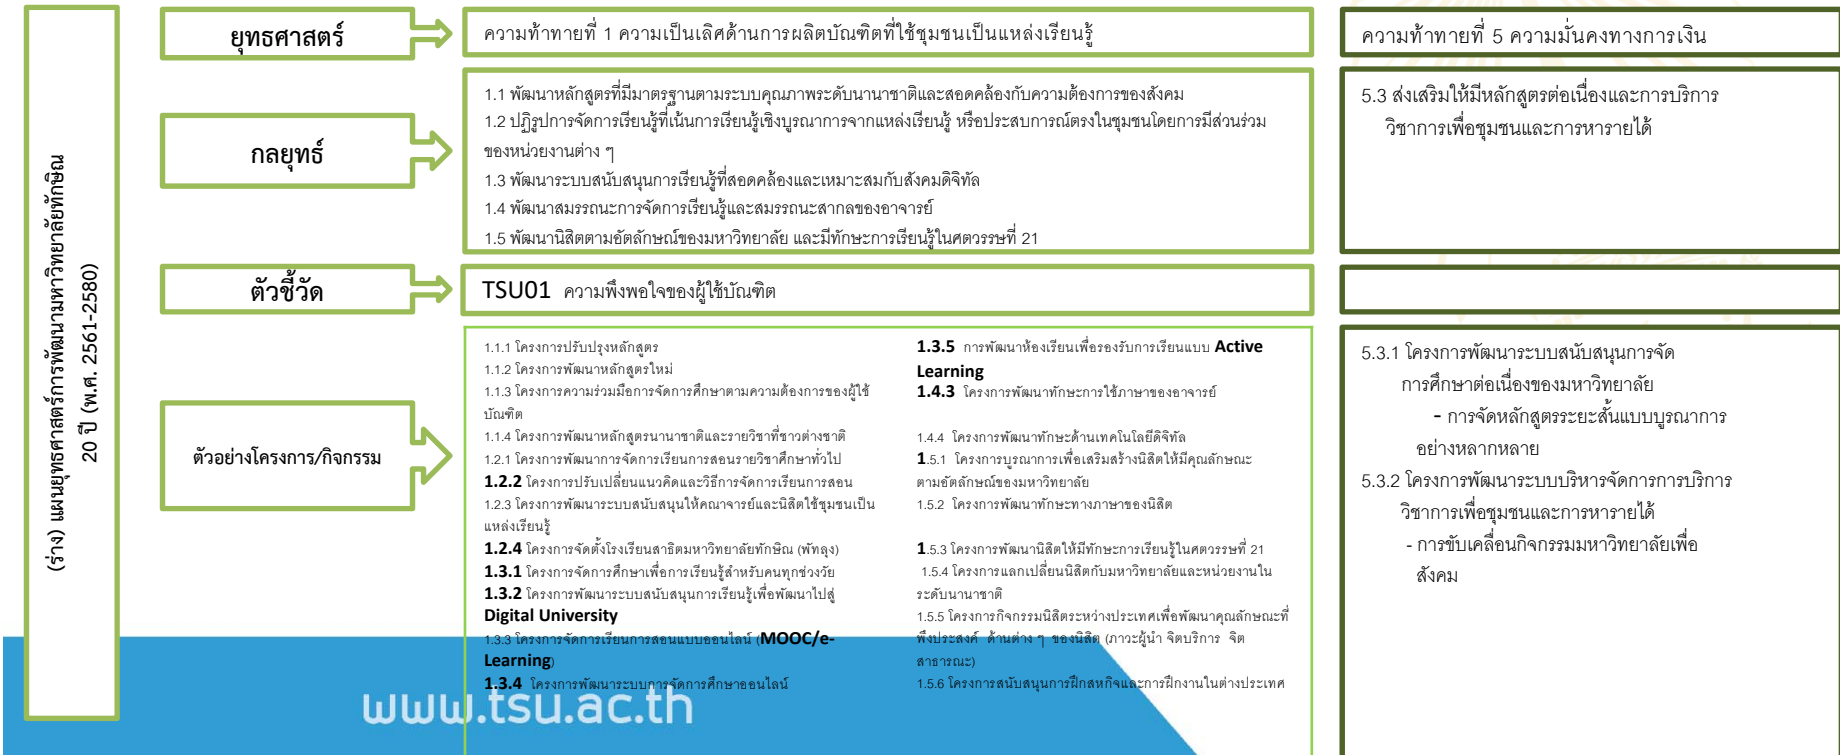 (ร่าง) แผนยุทธศาสตร์การพัฒนามหาวิทยาลัยทักษิณ
20 ปี (พ.ศ. 2561-2580)
ยุทธศาสตร์
ความท้าทายที่ 1 ความเป็นเลิศด้านการผลิตบัณฑิตที่ใช้ชุมชนเป็นแหล่งเรียนรู้
ความท้าทายที่ 5 ความมั่นคงทางการเงิน
กลยุทธ์
1.1 พัฒนาหลักสูตรที่มีมาตรฐานตามระบบคุณภาพระดับนานาชาติและสอดคล้องกับความต้องการของสังคม
1.2 ปฏิรูปการจัดการเรียนรู้ที่เน้นการเรียนรู้เชิงบูรณาการจากแหล่งเรียนรู้ หรือประสบการณ์ตรงในชุมชนโดยการมีส่วนร่วม
ของหน่วยงานต่าง ๆ
1.3 พัฒนาระบบสนับสนุนการเรียนรู้ที่สอดคล้องและเหมาะสมกับสังคมดิจิทัล
1.4 พัฒนาสมรรถนะการจัดการเรียนรู้และสมรรถนะสากลของอาจารย์
1.5 พัฒนานิสิตตามอัตลักษณ์ของมหาวิทยาลัย และมีทักษะการเรียนรู้ในศตวรรษที่ 21
5.3 ส่งเสริมให้มีหลักสูตรต่อเนื่องและการบริการ
วิชาการเพื่อชุมชนและการหารายได้
ตัวชี้วัด
TSU01 ความพึงพอใจของผู้ใช้บัณฑิต
ตัวอย่างโครงการ/กิจกรรม
1.1.1 โครงการปรับปรุงหลักสูตร
1.1.2 โครงการพัฒนาหลักสูตรใหม่
1.1.3 โครงการความร่วมมือการจัดการศึกษาตามความต้องการของผู้ใช้
บัณฑิต
1.1.4 โครงการพัฒนาหลักสูตรนานาชาติและรายวิชาที่ชาวต่างชาติ
1.2.1 โครงการพัฒนาการจัดการเรียนการสอนรายวิชาศึกษาทั่วไป
1.2.2 โครงการปรับเปลี่ยนแนวคิดและวิธีการจัดการเรียนการสอน
1.2.3 โครงการพัฒนาระบบสนับสนุนให้คณาจารย์และนิสิตใช้ชุมชนเป็น
แหล่งเรียนรู้
1.2.4 โครงการจัดตั้งโรงเรียนสาธิตมหาวิทยาลัยทักษิณ (พัทลุง)
1.3.1 โครงการจัดการศึกษาเพื่อการเรียนรู้สำหรับคนทุกช่วงวัย
1.3.2 โครงการพัฒนาระบบสนับสนุนการเรียนรู้เพื่อพัฒนาไปสู่
Digital University
1.3.3 โครงการจัดการเรียนการสอนแบบออนไลน์ (MOOC/e-
Learning)
1.3.4 โครงการพัฒนาระบบการจัดการศึกษาออนไลน์
1.3.5 การพัฒนาห้องเรียนเพื่อรองรับการเรียนแบบ Active
Learning
1.4.3 โครงการพัฒนาทักษะการใช้ภาษาของอาจารย์
1.4.4 โครงการพัฒนาทักษะด้านเทคโนโลยีดิจิทัล
1.5.1 โครงการบูรณาการเพื่อเสริมสร้างนิสิตให้มีคุณลักษณะ
ตามอัตลักษณ์ของมหาวิทยาลัย
1.5.2 โครงการพัฒนาทักษะทางภาษาของนิสิต
1.5.3 โครงการพัฒนานิสิตให้มีทักษะการเรียนรู้ในศตวรรษที่ 21
1.5.4 โครงการแลกเปลี่ยนนิสิตกับมหาวิทยาลัยและหน่วยงานใน
ระดับนานาชาติ
1.5.5 โครงการกิจกรรมนิสิตระหว่างประเทศเพื่อพัฒนาคุณลักษณะที่
พึงประสงค์ ด้านต่าง ๆ ของนิสิต (ภาวะผู้นำ จิตบริการ จิต
สาธารณะ)
1.5.6 โครงการสนับสนุนการฝึกสหกิจและการฝึกงานในต่างประเทศ
5.3.1 โครงการพัฒนาระบบสนับสนุนการจัด
การศึกษาต่อเนื่องของมหาวิทยาลัย
- การจัดหลักสูตรระยะสั้นแบบบูรณาการ
อย่างหลากหลาย
5.3.2 โครงการพัฒนาระบบบริหารจัดการการบริการ
วิชาการเพื่อชุมชนและการหารายได้
- การขับเคลื่อนกิจกรรมมหาวิทยาลัยเพื่อ
สังคม
www.tsu.ac.th